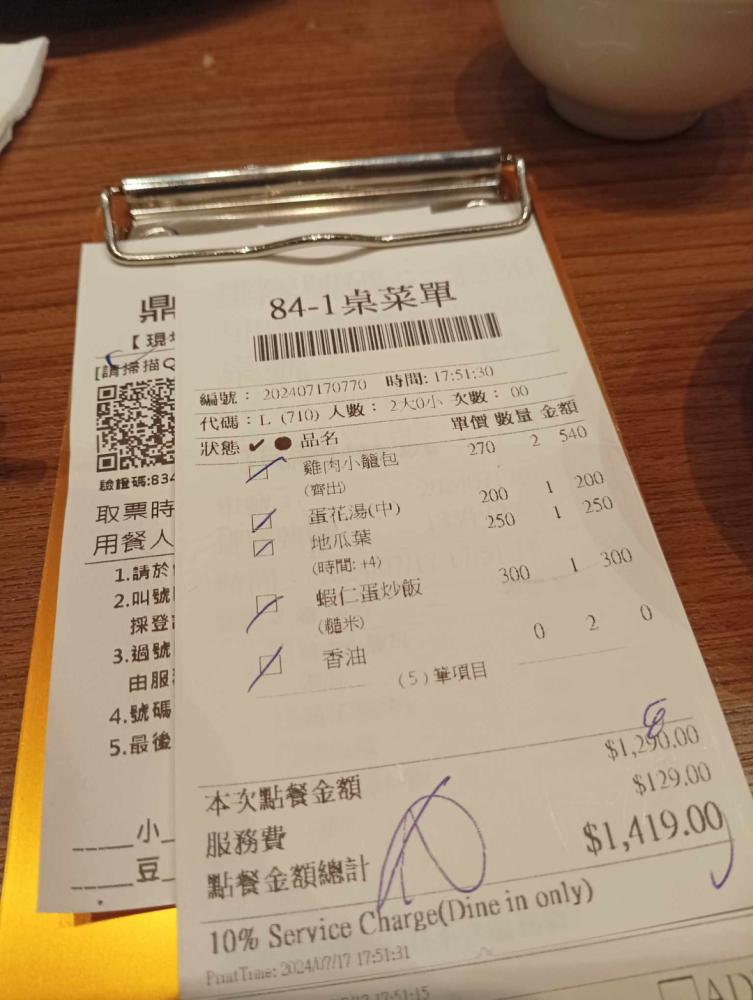 84-1桌菜單
編號： 202407170770 時間: 17:51:30
代碼：L (710) 人數： 2大0小 次數： 00
狀態 ✔ ● 品名 單價 數量 金額
雞肉小籠包 270 2 540
(齊出)
蛋花湯(中) 200 1 200
地瓜葉 250 1 250
(時間: +4)
蝦仁蛋炒飯 300 1 300
(糙米)
香油 0 2 0
(5)筆項目
本次點餐金額 $1,290.00
服務費 $129.00
點餐金額總計 $1,419.00
10% Service Charge(Dine in only)
PrintTime: 2024/07/17 17:51:31
17:51:15
鼎
【 現
[請掃描Q
驗證碼:834
取票時
用餐人
1.請於
2.叫號
採登
3.過號
由服
4.號碼
5.最後
小
豆